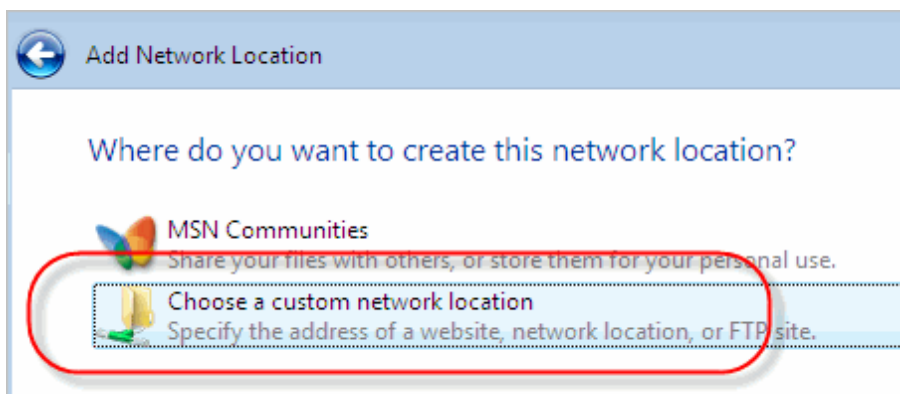 Add Network Location
Where do you want to create this network location?
MSN Communities
Share your files with others, or store them for your personal use.
Choose a custom network location
Specify the address of a website, network location, or FTP site.